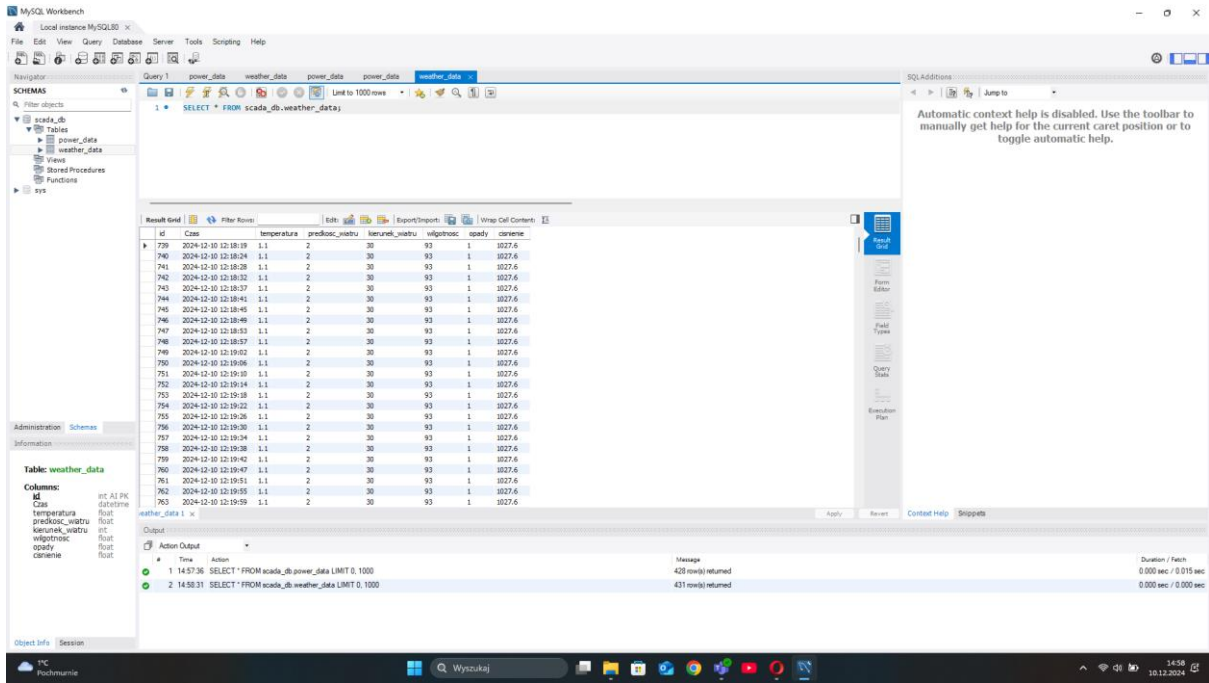 MySQL Workbench
Local instance MySQL80 ×
File Edit View Query Database Server Tools Scripting Help
Navigator
SCHEMAS
Filter objects
scada_db
Tables
power_data
weather_data
Views
Stored Procedures
Functions
sys
Administration Schemas
Information
Table: weather_data
Columns:
id int AI PK
Czas datetime
temperatura float
predkosc_wiatru float
kierunek_wiatru int
wilgotnosc float
opady float
cisnienie float
Object Info Session
Query 1 power_data weather_data power_data power_data weather_data ×
Limit to 1000 rows
1 SELECT * FROM scada_db.weather_data;
Result Grid Filter Rows: Edit: Export/Import: Wrap Cell Content:
id Czas temperatura predkosc_wiatru kierunek_wiatru wilgotnosc opady cisnienie
739 2024-12-10 12:18:19 1.1 2 30 93 1 1027.6
740 2024-12-10 12:18:24 1.1 2 30 93 1 1027.6
741 2024-12-10 12:18:28 1.1 2 30 93 1 1027.6
742 2024-12-10 12:18:32 1.1 2 30 93 1 1027.6
743 2024-12-10 12:18:37 1.1 2 30 93 1 1027.6
744 2024-12-10 12:18:41 1.1 2 30 93 1 1027.6
745 2024-12-10 12:18:45 1.1 2 30 93 1 1027.6
746 2024-12-10 12:18:49 1.1 2 30 93 1 1027.6
747 2024-12-10 12:18:53 1.1 2 30 93 1 1027.6
748 2024-12-10 12:18:57 1.1 2 30 93 1 1027.6
749 2024-12-10 12:19:02 1.1 2 30 93 1 1027.6
750 2024-12-10 12:19:06 1.1 2 30 93 1 1027.6
751 2024-12-10 12:19:10 1.1 2 30 93 1 1027.6
752 2024-12-10 12:19:14 1.1 2 30 93 1 1027.6
753 2024-12-10 12:19:18 1.1 2 30 93 1 1027.6
754 2024-12-10 12:19:22 1.1 2 30 93 1 1027.6
755 2024-12-10 12:19:26 1.1 2 30 93 1 1027.6
756 2024-12-10 12:19:30 1.1 2 30 93 1 1027.6
757 2024-12-10 12:19:34 1.1 2 30 93 1 1027.6
758 2024-12-10 12:19:38 1.1 2 30 93 1 1027.6
759 2024-12-10 12:19:42 1.1 2 30 93 1 1027.6
760 2024-12-10 12:19:47 1.1 2 30 93 1 1027.6
761 2024-12-10 12:19:51 1.1 2 30 93 1 1027.6
762 2024-12-10 12:19:55 1.1 2 30 93 1 1027.6
763 2024-12-10 12:19:59 1.1 2 30 93 1 1027.6
Result
Grid
Form
Editor
Field
Types
Query
Stats
Execution
Plan
eather_data 1 × Apply Revert
SQLAdditions
Jump to
Automatic context help is disabled. Use the toolbar to
manually get help for the current caret position or to
toggle automatic help.
Context Help Snippets
Output
Action Output
# Time Action Message Duration / Fetch
1 14:57:36 SELECT * FROM scada_db.power_data LIMIT 0, 1000 428 row(s) returned 0.000 sec / 0.015 sec
2 14:58:31 SELECT * FROM scada_db.weather_data LIMIT 0, 1000 431 row(s) returned 0.000 sec / 0.000 sec
1°C
Pochmurnie
Wyszukaj
14:58
10.12.2024